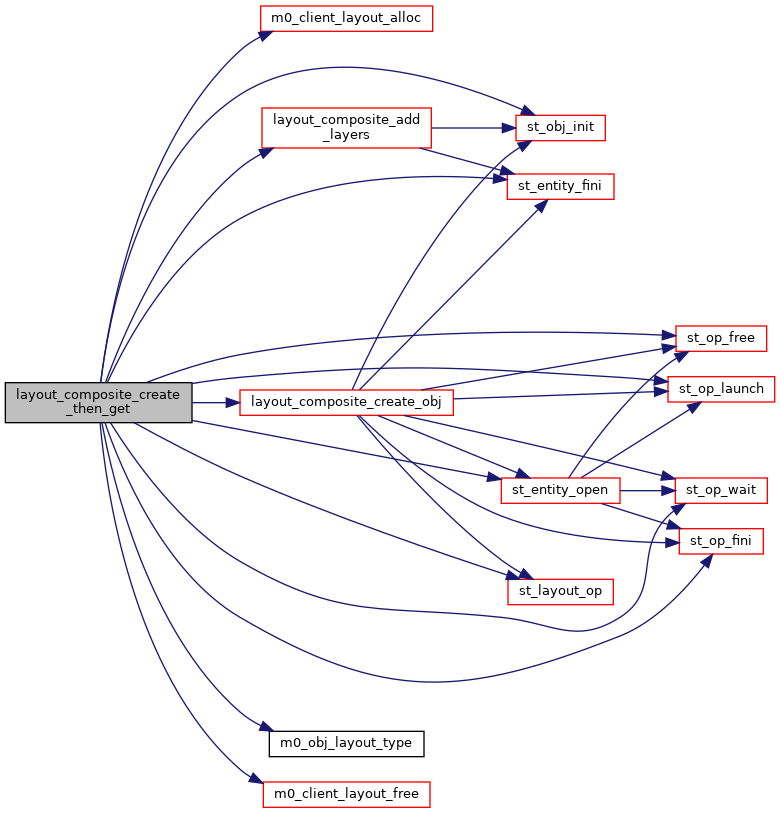 m0_client_layout_alloc
layout_composite_add
_layers
st_obj_init
st_entity_fini
st_op_free
layout_composite_create
_then_get
layout_composite_create_obj
st_op_launch
st_entity_open
st_op_wait
st_op_fini
st_layout_op
m0_obj_layout_type
m0_client_layout_free